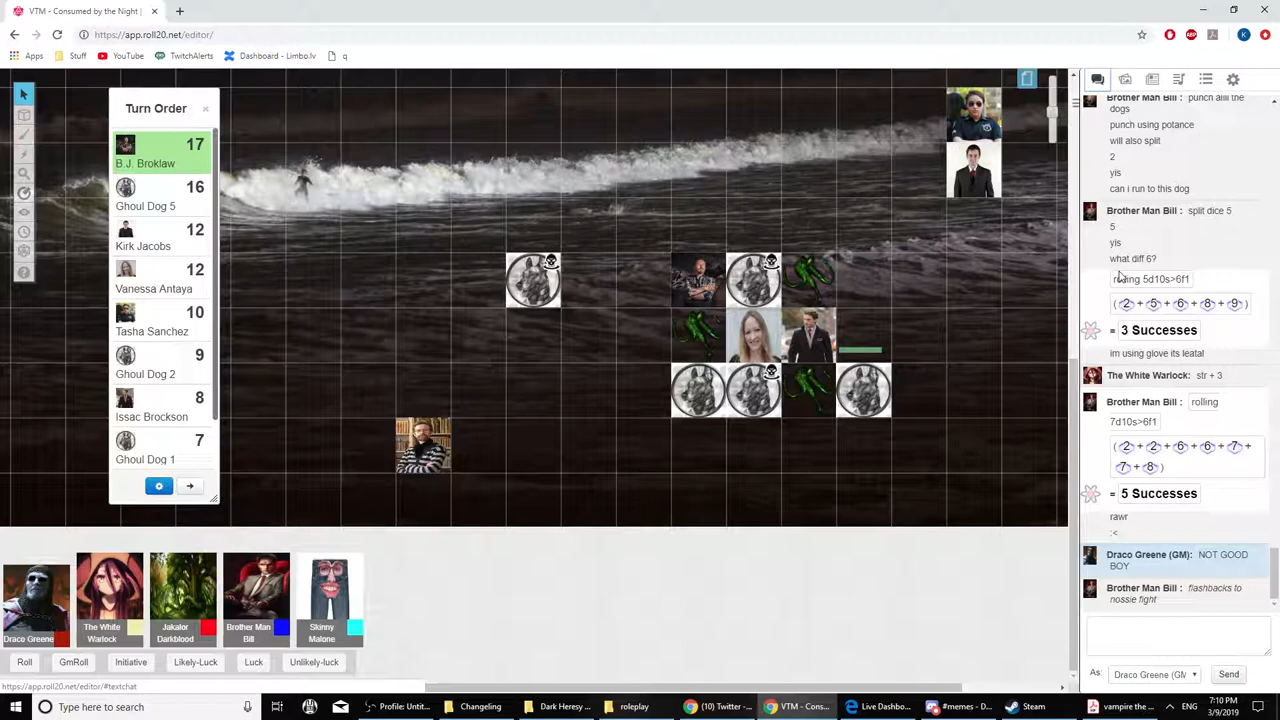 VTM - Consumed by the Night |
https://app.roll20.net/editor/
Apps
Stuff
YouTube
TwitchAlerts
Dashboard - Limbo.lv
q
Turn Order
17
B.J. Broklaw
16
Ghoul Dog 5
12
Kirk Jacobs
12
Vanessa Antaya
10
Tasha Sanchez
9
Ghoul Dog 2
8
Issac Brockson
7
Ghoul Dog 1
Brother Man Bill : punch allll the
dogs
punch using potance
will also split
2
yis
can i run to this dog
Brother Man Bill : split dice 5
5
yis
what diff 6?
rolling 5d10s>6f1
( 2 + 5 + 6 + 8 + 9 )
= 3 Successes
im using glove its leatal
The White Warlock: str + 3
Brother Man Bill : rolling
7d10s>6f1
( 2 + 2 + 6 + 6 + 7 +
7 + 8 )
= 5 Successes
rawr
:<
Draco Greene (GM): NOT GOOD
BOY
Brother Man Bill : flashbacks to
nossie fight
As: Draco Greene (GM Send
Draco Greene
The White
Warlock
Jakalor
Darkblood
Brother Man
Bill
Skinny
Malone
Roll
GmRoll
Initiative
Likely-Luck
Luck
Unlikely-luck
https://app.roll20.net/editor/#textchat
Type here to search
Profile: Untit...
Changeling
Dark Heresy ...
roleplay
(10) Twitter - ...
VTM - Cons...
Live Dashbo...
#memes - D...
Steam
vampire the ...
ENG
7:10 PM
3/9/2019